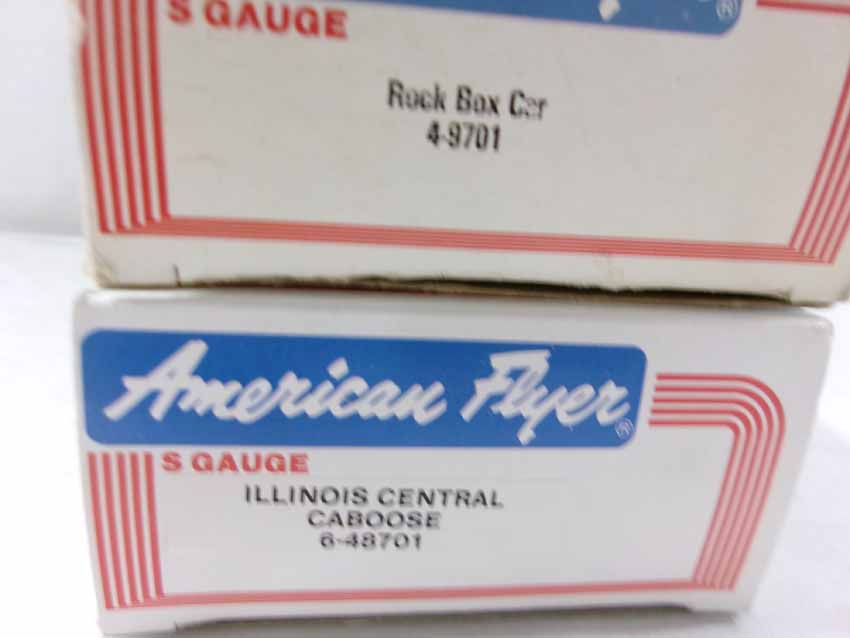 ®
S GAUGE
Rock Box Car
4-9701
American Flyer®
S GAUGE
ILLINOIS CENTRAL
CABOOSE
6-48701